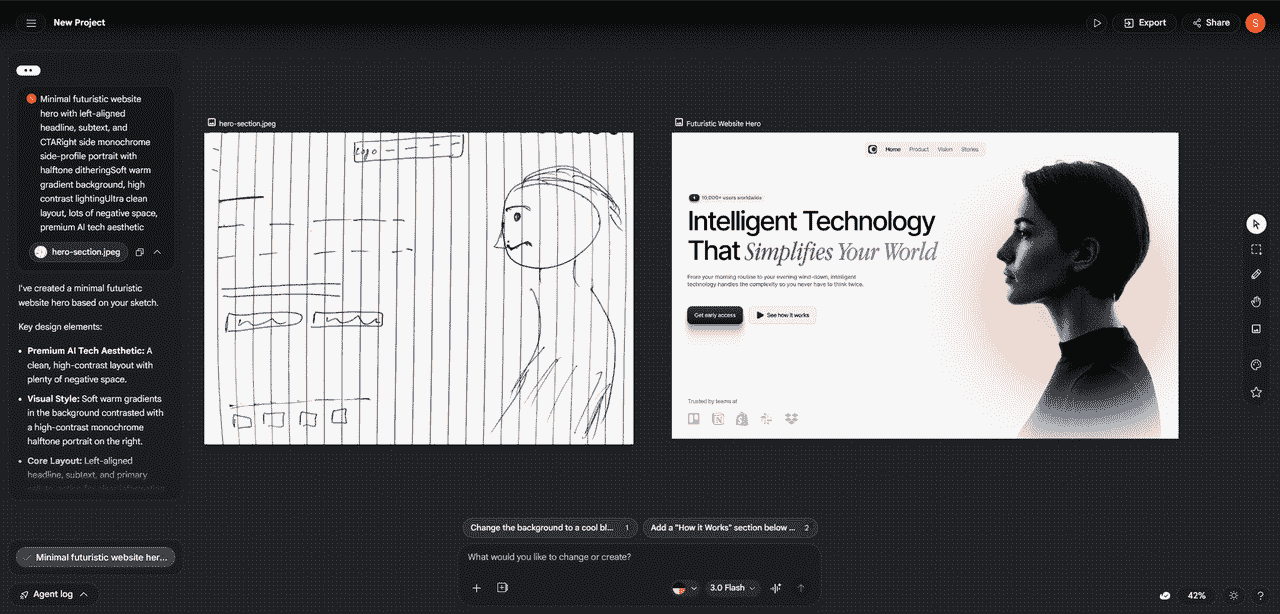 New Project
Export
Share
S
Minimal futuristic website
hero with left-aligned
headline, subtext, and
CTARight side monochrome
side-profile portrait with
halftone ditheringSoft warm
gradient background, high
contrast lightingUltra clean
layout, lots of negative space,
premium AI tech aesthetic
hero-section.jpeg
I've created a minimal futuristic
website hero based on your sketch.
Key design elements:
• Premium AI Tech Aesthetic: A
clean, high-contrast layout with
plenty of negative space.
• Visual Style: Soft warm gradients
in the background contrasted with
a high-contrast monochrome
halftone portrait on the right.
• Core Layout: Left-aligned
headline, subtext, and primary
Minimal futuristic website her...
Agent log
hero-section.jpeg
logo
Futuristic Website Hero
Home Product Vision Stories
10,000+ users worldwide
Intelligent Technology
That Simplifies Your World
From your morning routine to your evening wind-down, intelligent
technology handles the complexity so you never have to think twice.
Get early access
See how it works
Trusted by teams at
Change the background to a cool bl... 1
Add a "How it Works" section below ... 2
What would you like to change or create?
3.0 Flash
42%
?